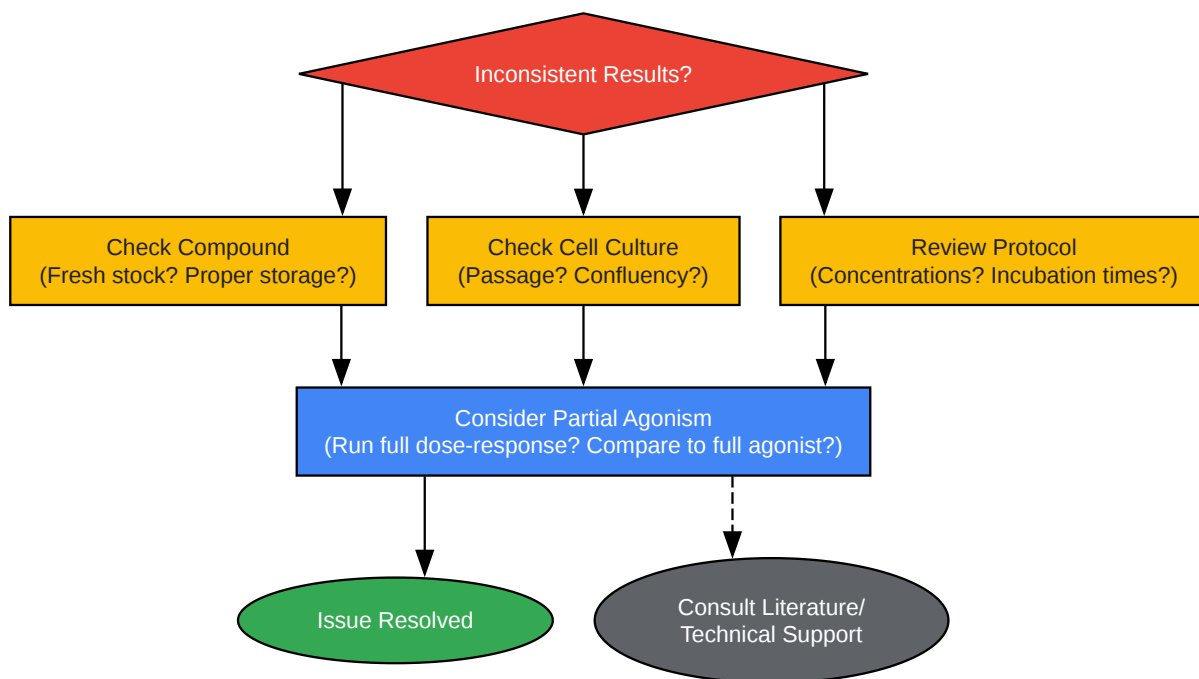 Inconsistent Results?
Check Compound
(Fresh stock? Proper storage?)
Check Cell Culture
(Passage? Confluency?)
Review Protocol
(Concentrations? Incubation times?)
Consider Partial Agonism
(Run full dose-response? Compare to full agonist?)
Issue Resolved
Consult Literature/
Technical Support